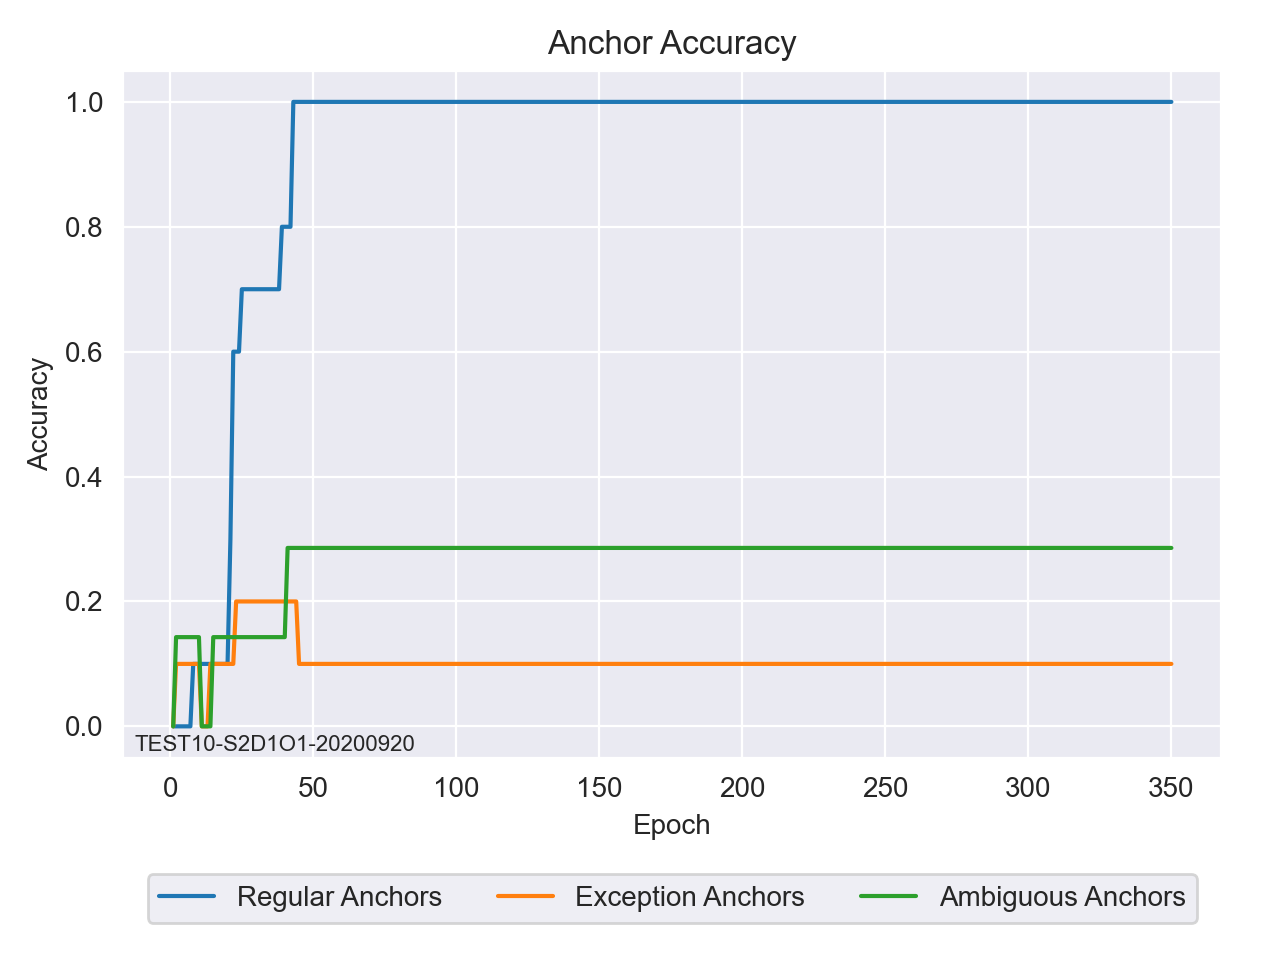 Anchor Accuracy
1.0
0.8
0.6
0.4
0.2
0.0
Accuracy
TEST10-S2D1O1-20200920
0 50 100 150 200 250 300 350
Epoch
Regular Anchors Exception Anchors Ambiguous Anchors